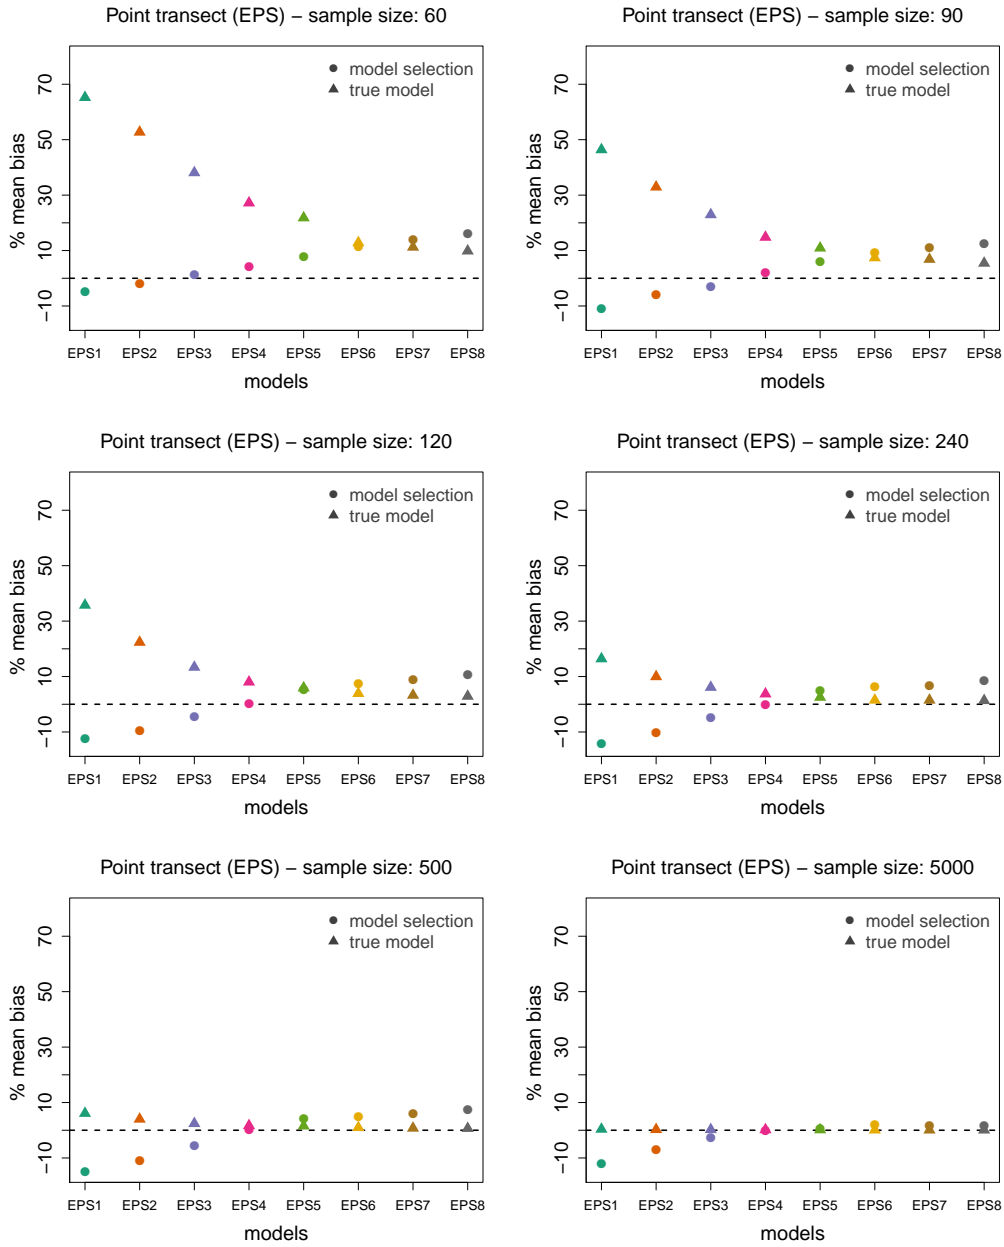 Point transect (EPS) – sample size: 60
model selection
true model
% mean bias
70
50
30
10
−10
EPS1 EPS2 EPS3 EPS4 EPS5 EPS6 EPS7 EPS8
models
Point transect (EPS) – sample size: 90
model selection
true model
% mean bias
70
50
30
10
−10
EPS1 EPS2 EPS3 EPS4 EPS5 EPS6 EPS7 EPS8
models
Point transect (EPS) – sample size: 120
model selection
true model
% mean bias
70
50
30
10
−10
EPS1 EPS2 EPS3 EPS4 EPS5 EPS6 EPS7 EPS8
models
Point transect (EPS) – sample size: 240
model selection
true model
% mean bias
70
50
30
10
−10
EPS1 EPS2 EPS3 EPS4 EPS5 EPS6 EPS7 EPS8
models
Point transect (EPS) – sample size: 500
model selection
true model
% mean bias
70
50
30
10
−10
EPS1 EPS2 EPS3 EPS4 EPS5 EPS6 EPS7 EPS8
models
Point transect (EPS) – sample size: 5000
model selection
true model
% mean bias
70
50
30
10
−10
EPS1 EPS2 EPS3 EPS4 EPS5 EPS6 EPS7 EPS8
models